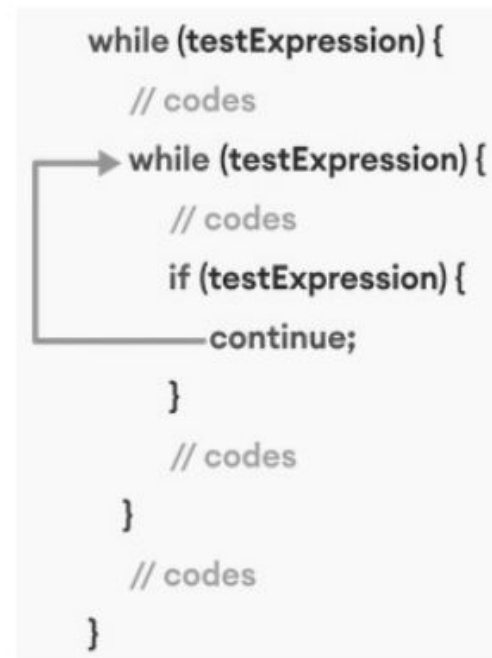 while (testExpression) {
// codes
while (testExpression) {
// codes
if (testExpression) {
continue;
}
// codes
}
// codes
}